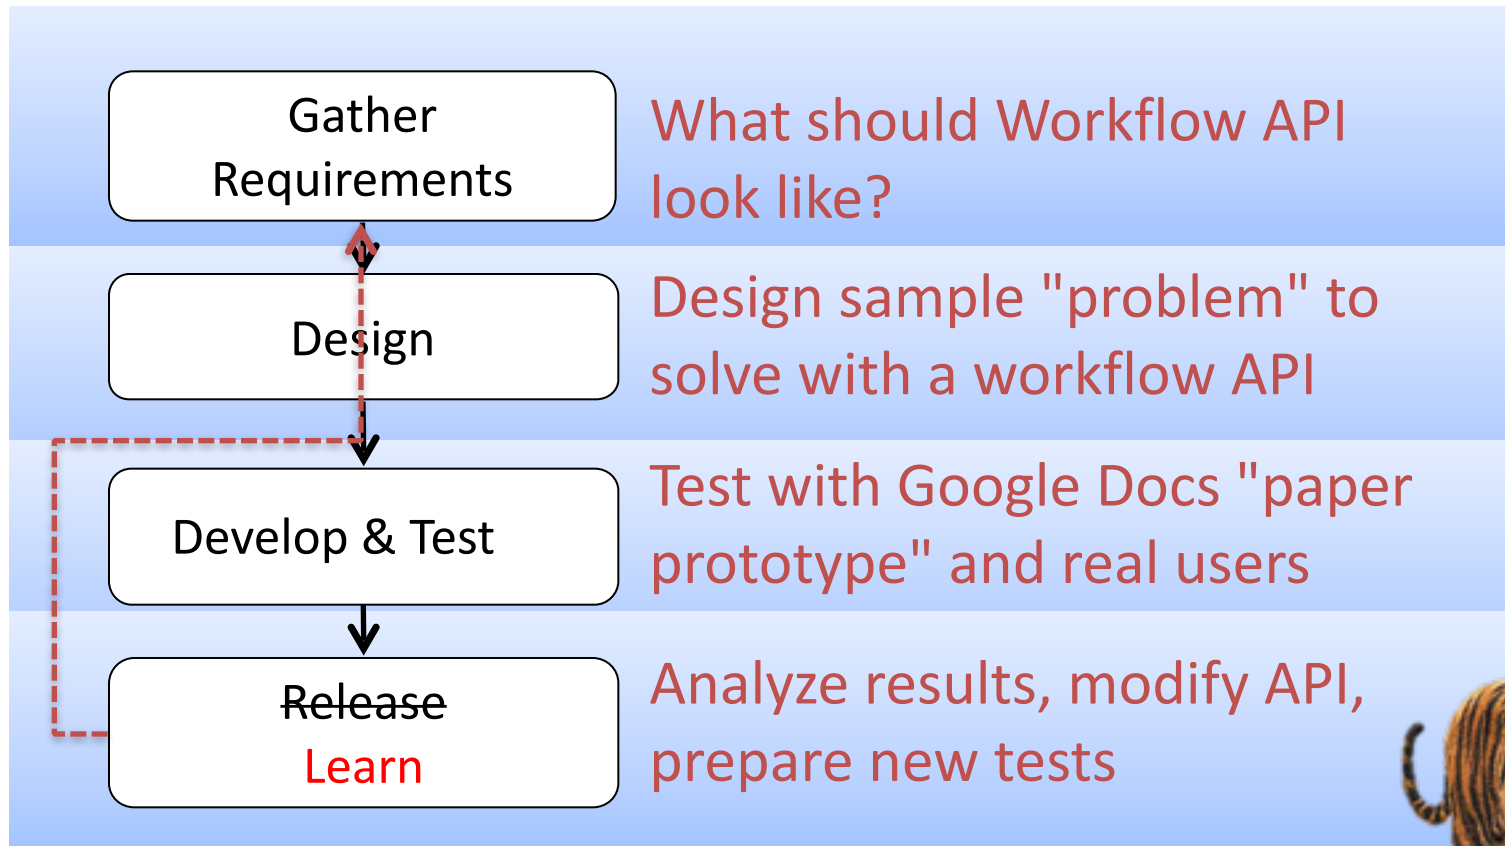 Gather
Requirements
What should Workflow API
look like?
Design
Design sample "problem" to
solve with a workflow API
Develop & Test
Test with Google Docs "paper
prototype" and real users
Release
Learn
Analyze results, modify API,
prepare new tests